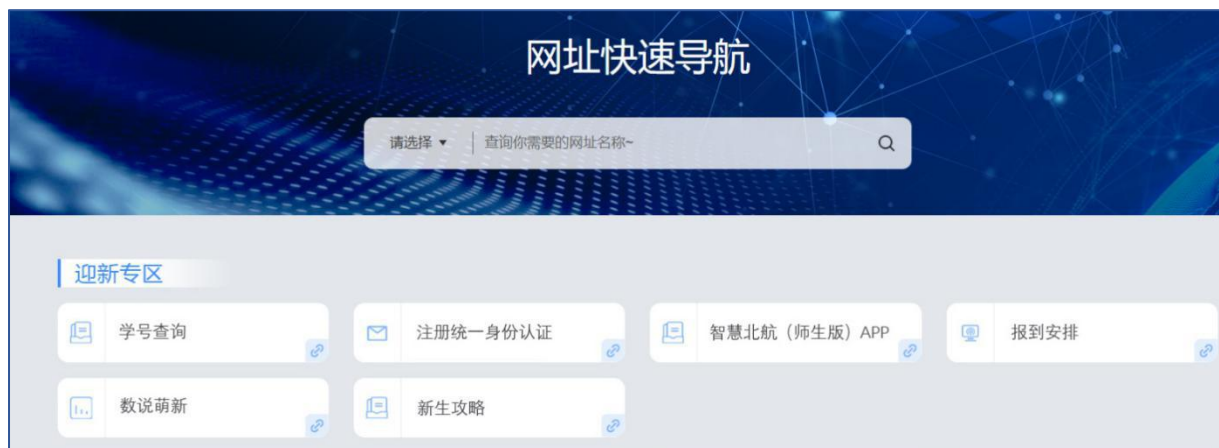 网址快速导航
请选择 查询你需要的网址名称~
迎新专区
学号查询 注册统一身份认证 智慧北航（师生版）APP 报到安排
数说萌新 新生攻略